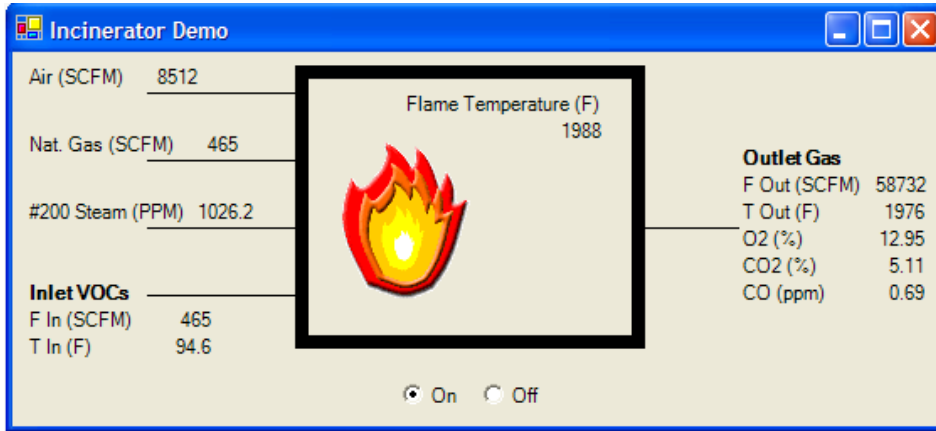 Incinerator Demo
Air (SCFM) 8512
Flame Temperature (F)
1988
Nat. Gas (SCFM) 465
#200 Steam (PPM) 1026.2
Inlet VOCs
F In (SCFM) 465
T In (F) 94.6
Outlet Gas
F Out (SCFM) 58732
T Out (F) 1976
O2 (%) 12.95
CO2 (%) 5.11
CO (ppm) 0.69
On Off